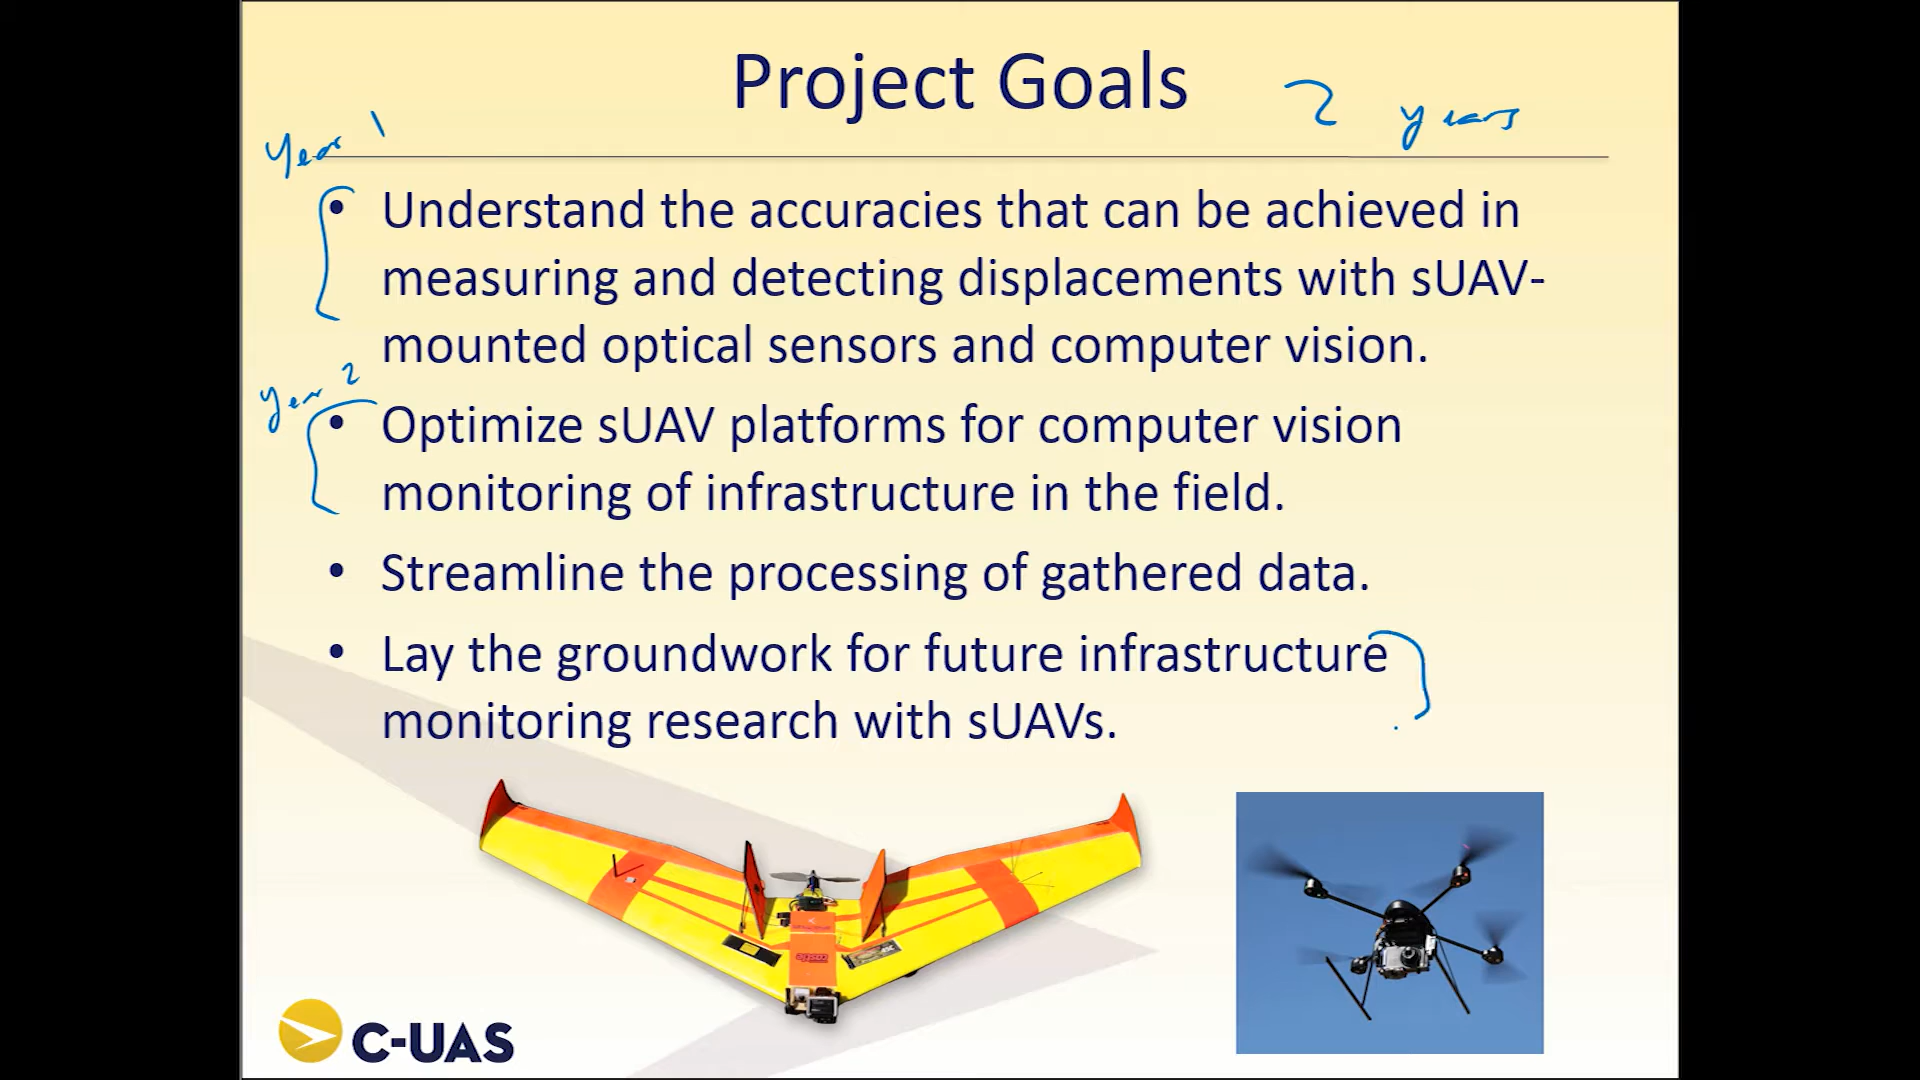 Project Goals
2 years
Year 1
• Understand the accuracies that can be achieved in
measuring and detecting displacements with sUAV-
mounted optical sensors and computer vision.
Year 2
• Optimize sUAV platforms for computer vision
monitoring of infrastructure in the field.
• Streamline the processing of gathered data.
• Lay the groundwork for future infrastructure
monitoring research with sUAVs.
C-UAS